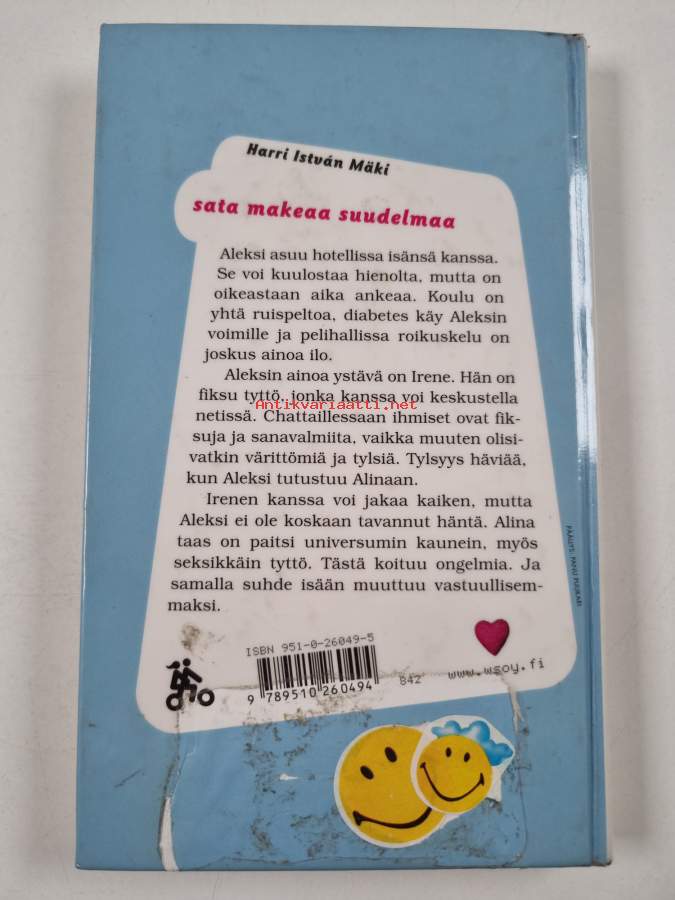 Harri István Mäki
sata makeaa suudelmaa
Aleksi asuu hotellissa isänsä kanssa.
Se voi kuulostaa hienolta, mutta on
oikeastaan aika ankeaa. Koulu on
yhtä ruispeltoa, diabetes käy Aleksin
voimille ja pelihallissa roikuskelu on
joskus ainoa ilo.
Aleksin ainoa ystävä on Irene. Hän on
fiksu tyttö, jonka kanssa voi keskustella
Antikvariaatti.net
netissä. Chattaillessaan ihmiset ovat fik-
suja ja sanavalmiita, vaikka muuten olisi-
vatkin värittömiä ja tylsiä. Tylsyys häviää,
kun Aleksi tutustuu Alinaan.
Irenen kanssa voi jakaa kaiken, mutta
Aleksi ei ole koskaan tavannut häntä. Alina
taas on paitsi universumin kaunein, myös
seksikkäin tyttö. Tästä koituu ongelmia. Ja
samalla suhde isään muuttuu vastuullisem-
maksi.
ISBN 951-0-26049-5
9 789510 260494
842
www.wsoy.fi